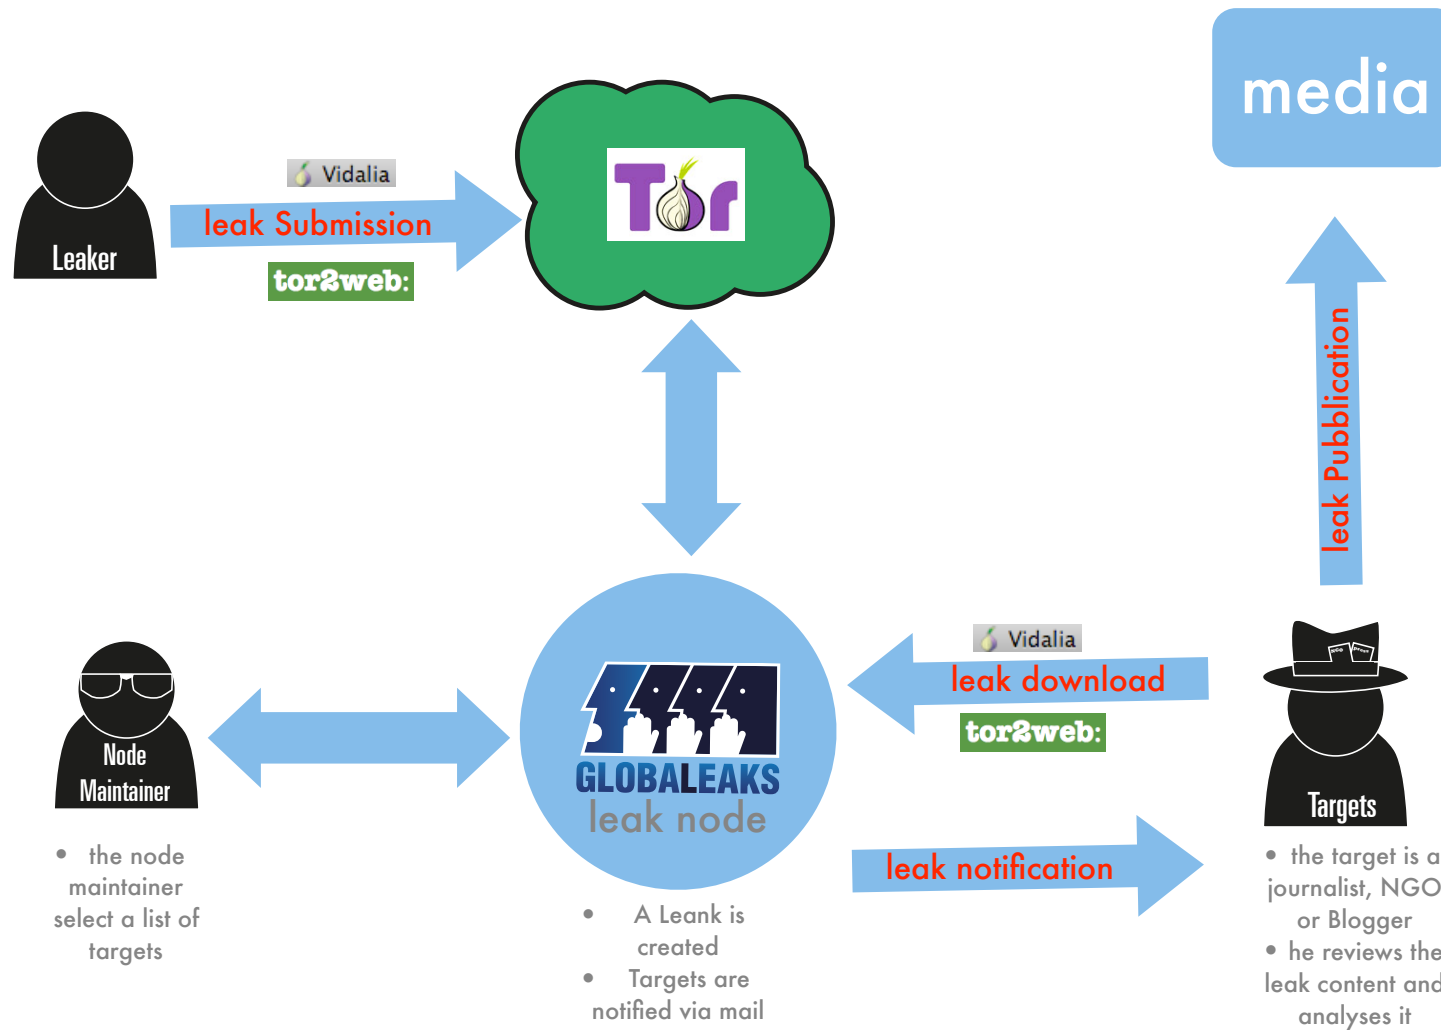 media
Vidalia
leak Submission
tor2web:
Leaker
Tor
leak Pubblication
Vidalia
leak download
tor2web:
NGO
press
Node
Maintainer
GLOBALEAKS
leak node
Targets
leak notification
• the node
maintainer
select a list of
targets
• A Leank is
created
• Targets are
notified via mail
• the target is a
journalist, NGO
or Blogger
• he reviews the
leak content and
analyses it